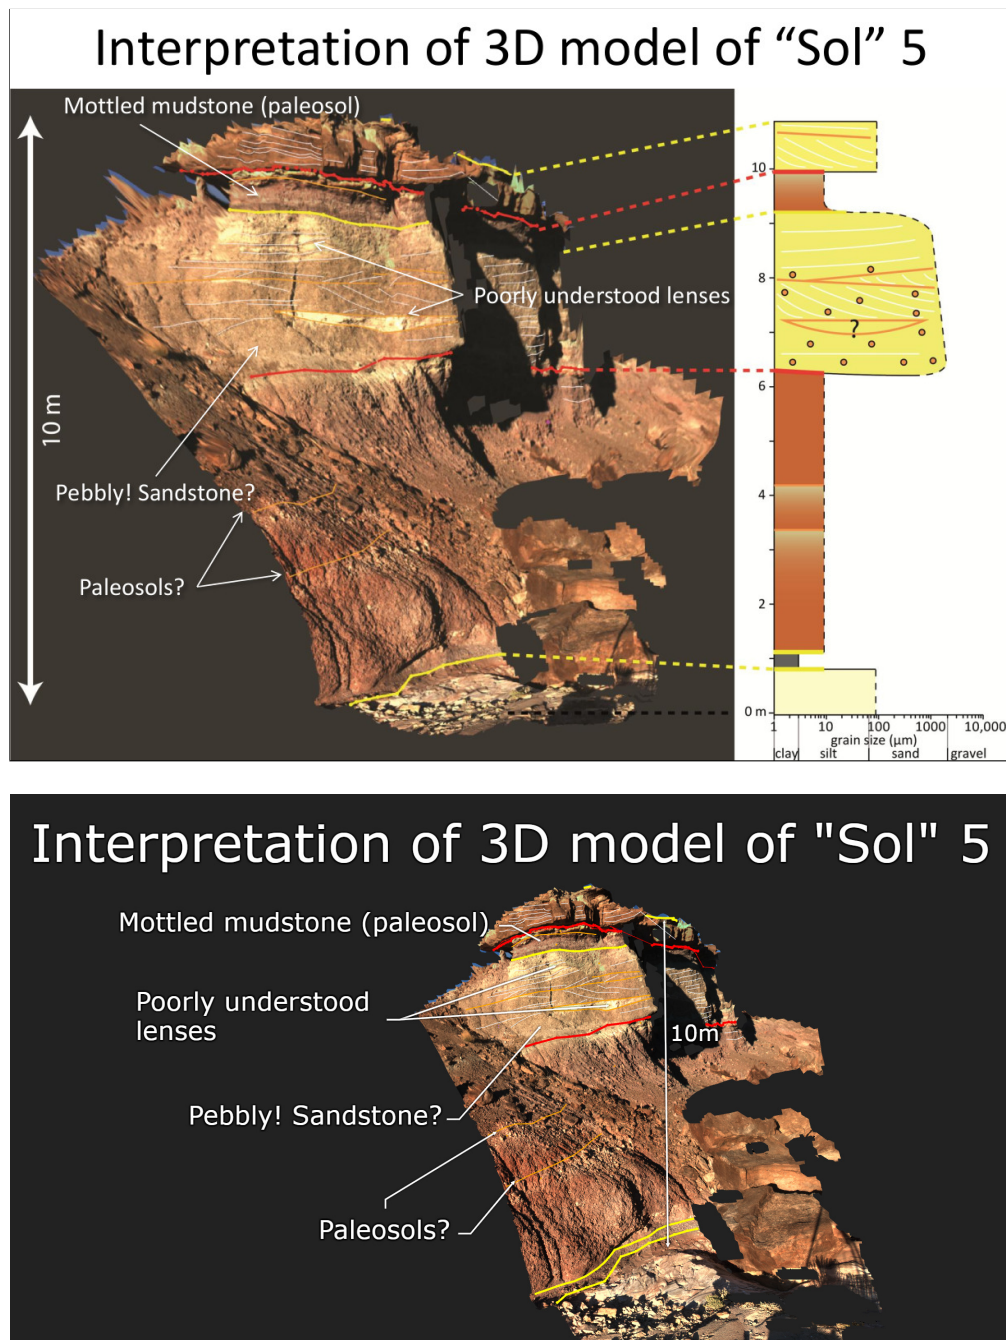 Interpretation of 3D model of “Sol” 5
Mottled mudstone (paleosol)
10 m
Poorly understood lenses
Pebbly! Sandstone?
Paleosols?
10
8
?
6
4
2
0 m
1 10 100 1000 10,000
grain size (µm)
clay silt sand gravel
Interpretation of 3D model of "Sol" 5
Mottled mudstone (paleosol)
Poorly understood
lenses
10m
Pebbly! Sandstone?
Paleosols?